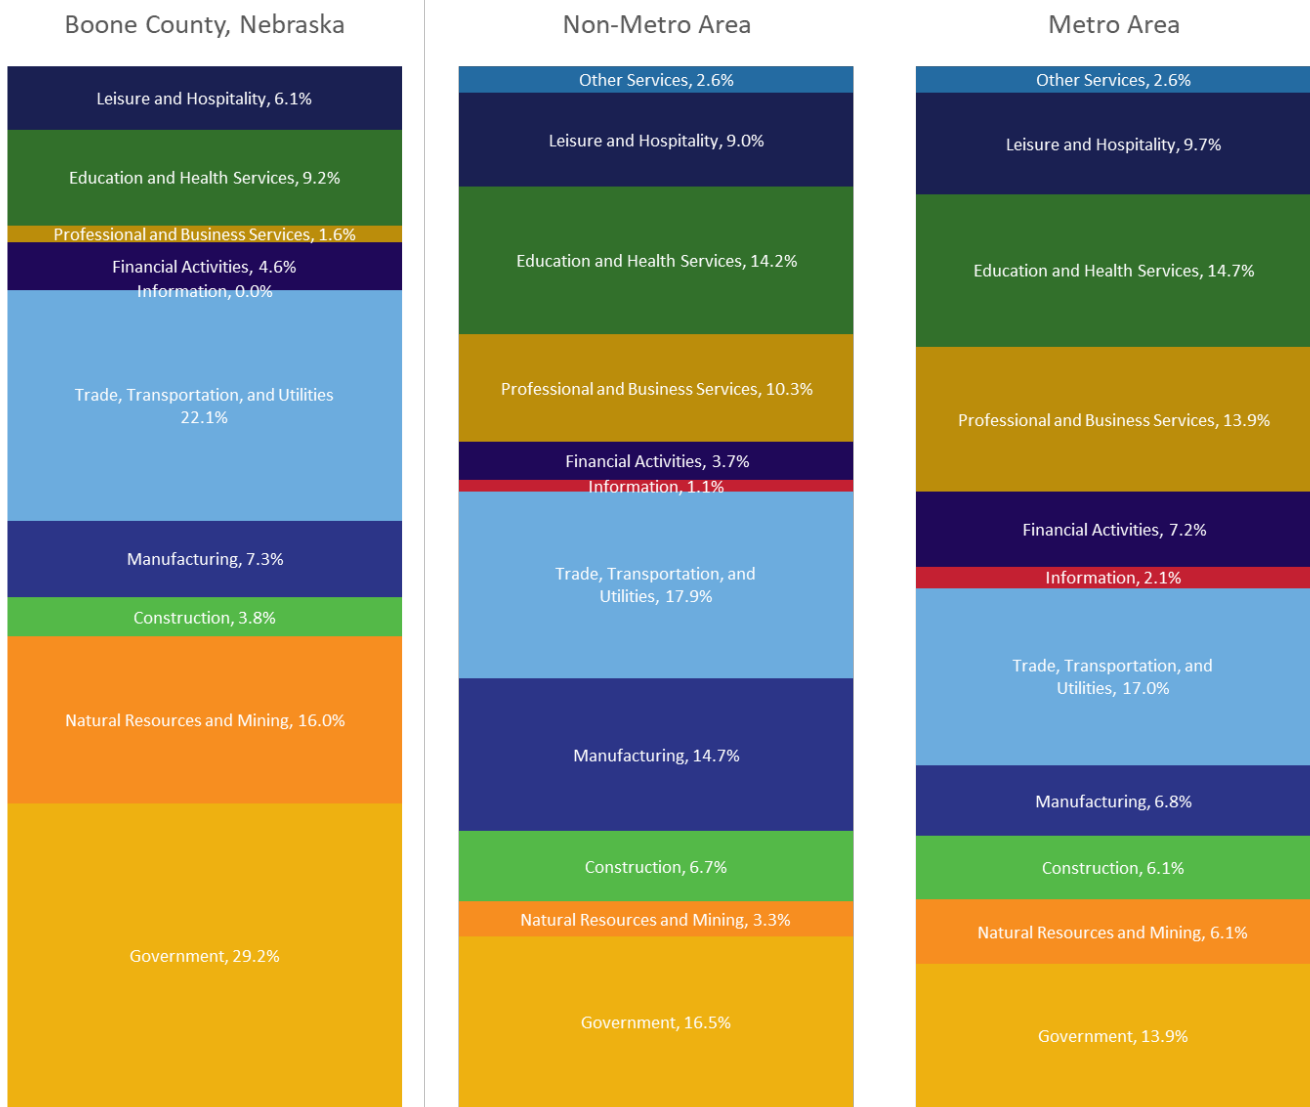 Boone County, Nebraska
Leisure and Hospitality, 6.1%
Education and Health Services, 9.2%
Professional and Business Services, 1.6%
Financial Activities, 4.6%
Information, 0.0%
Trade, Transportation, and Utilities
22.1%
Manufacturing, 7.3%
Construction, 3.8%
Natural Resources and Mining, 16.0%
Government, 29.2%
Non-Metro Area
Other Services, 2.6%
Leisure and Hospitality, 9.0%
Education and Health Services, 14.2%
Professional and Business Services, 10.3%
Financial Activities, 3.7%
Information, 1.1%
Trade, Transportation, and
Utilities, 17.9%
Manufacturing, 14.7%
Construction, 6.7%
Natural Resources and Mining, 3.3%
Government, 16.5%
Metro Area
Other Services, 2.6%
Leisure and Hospitality, 9.7%
Education and Health Services, 14.7%
Professional and Business Services, 13.9%
Financial Activities, 7.2%
Information, 2.1%
Trade, Transportation, and
Utilities, 17.0%
Manufacturing, 6.8%
Construction, 6.1%
Natural Resources and Mining, 6.1%
Government, 13.9%